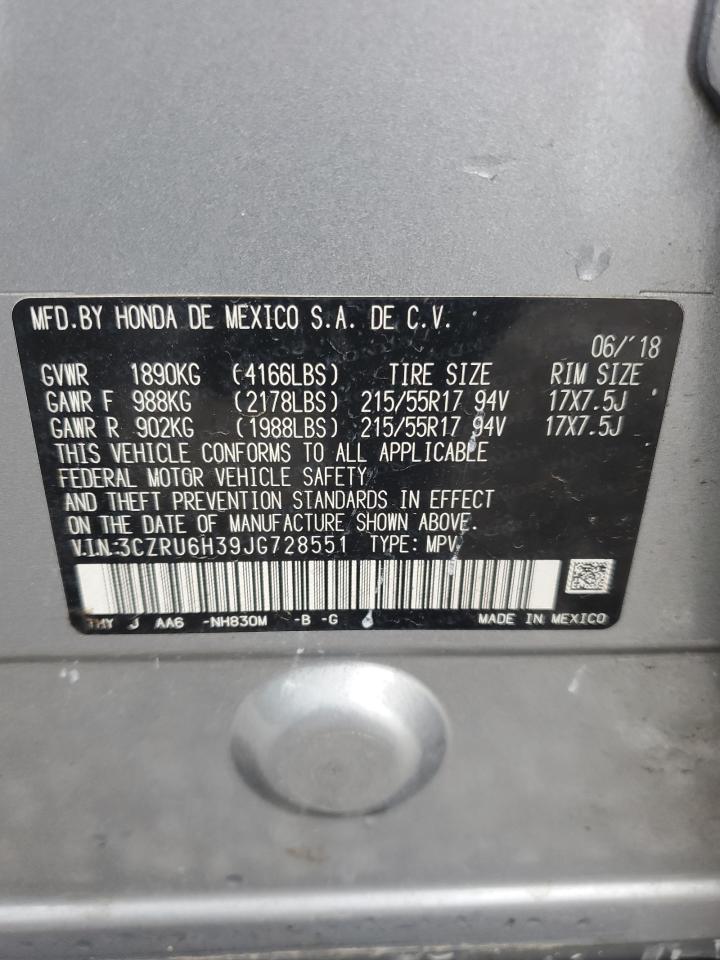 MFD.BY HONDA DE MEXICO S.A. DE C.V.
06/'18
GVWR 1890KG (4166LBS) TIRE SIZE RIM SIZE
GAWR F 988KG (2178LBS) 215/55R17 94V 17X7.5J
GAWR R 902KG (1988LBS) 215/55R17 94V 17X7.5J
THIS VEHICLE CONFORMS TO ALL APPLICABLE
FEDERAL MOTOR VEHICLE SAFETY
AND THEFT PREVENTION STANDARDS IN EFFECT
ON THE DATE OF MANUFACTURE SHOWN ABOVE.
V.I.N.:3CZRU6H39JG728551 TYPE: MPV
THY J AA6 -NH830M -B -G MADE IN MEXICO